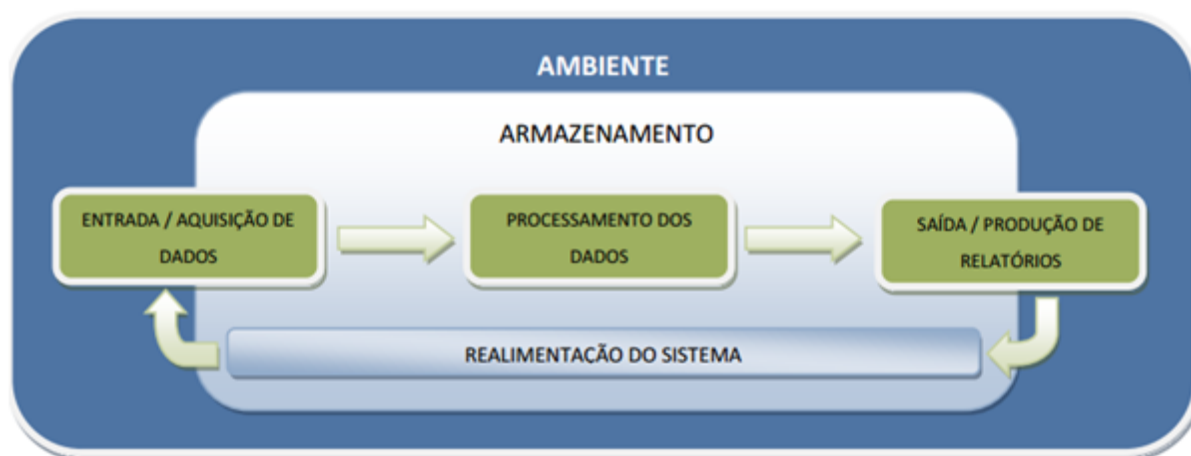 AMBIENTE
ARMAZENAMENTO
ENTRADA / AQUISIÇÃO DE
DADOS
PROCESSAMENTO DOS
DADOS
SAÍDA / PRODUÇÃO DE
RELATÓRIOS
REALIMENTAÇÃO DO SISTEMA